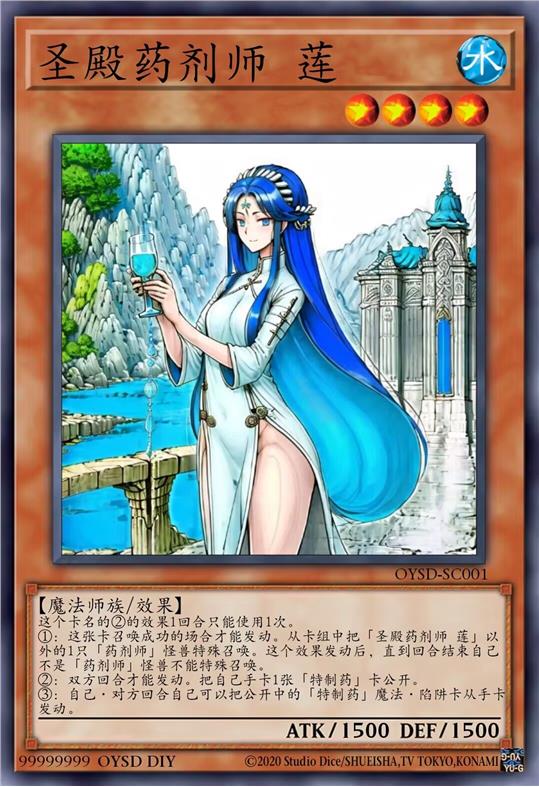 圣殿药剂师 莲
水
OYSD-SC001
【魔法师族/效果】
这个卡名的②的效果1回合只能使用1次。
①：这张卡召唤成功的场合才能发动。从卡组中把「圣殿药剂师 莲」以
外的1只「药剂师」怪兽特殊召唤。这个效果发动后，直到回合结束自己
不是「药剂师」怪兽不能特殊召唤。
②：双方回合才能发动。把自己手卡1张「特制药」卡公开。
③：自己·对方回合自己可以把公开中的「特制药」魔法·陷阱卡从手卡
发动。
ATK/1500 DEF/1500
99999999 OYSD DIY ©2020 Studio Dice/SHUEISHA,TV TOKYO,KONAMI